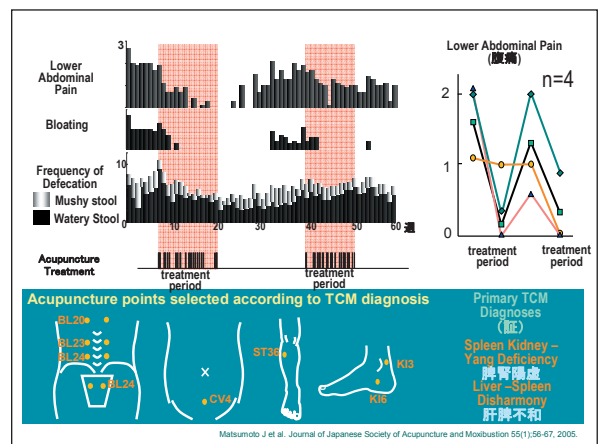 3
Lower
Abdominal
Pain
Bloating
Frequency of
Defecation
Mushy stool
Watery Stool
10
0
10
20
30
40
50
60 週
Acupuncture
Treatment
treatment
period
treatment
period
Lower Abdominal Pain
(腹痛)
n=4
2
1
0
treatment
period
treatment
period
Acupuncture points selected according to TCM diagnosis
BL20
BL23
BL24
BL24
CV4
ST36
KI3
KI6
Primary TCM
Diagnoses
(証)
Spleen Kidney –
Yang Deficiency
脾腎陽虚
Liver –Spleen
Disharmony
肝脾不和
Matsumoto J et al. Journal of Japanese Society of Acupuncture and Moxibustion 55(1);56-67, 2005.